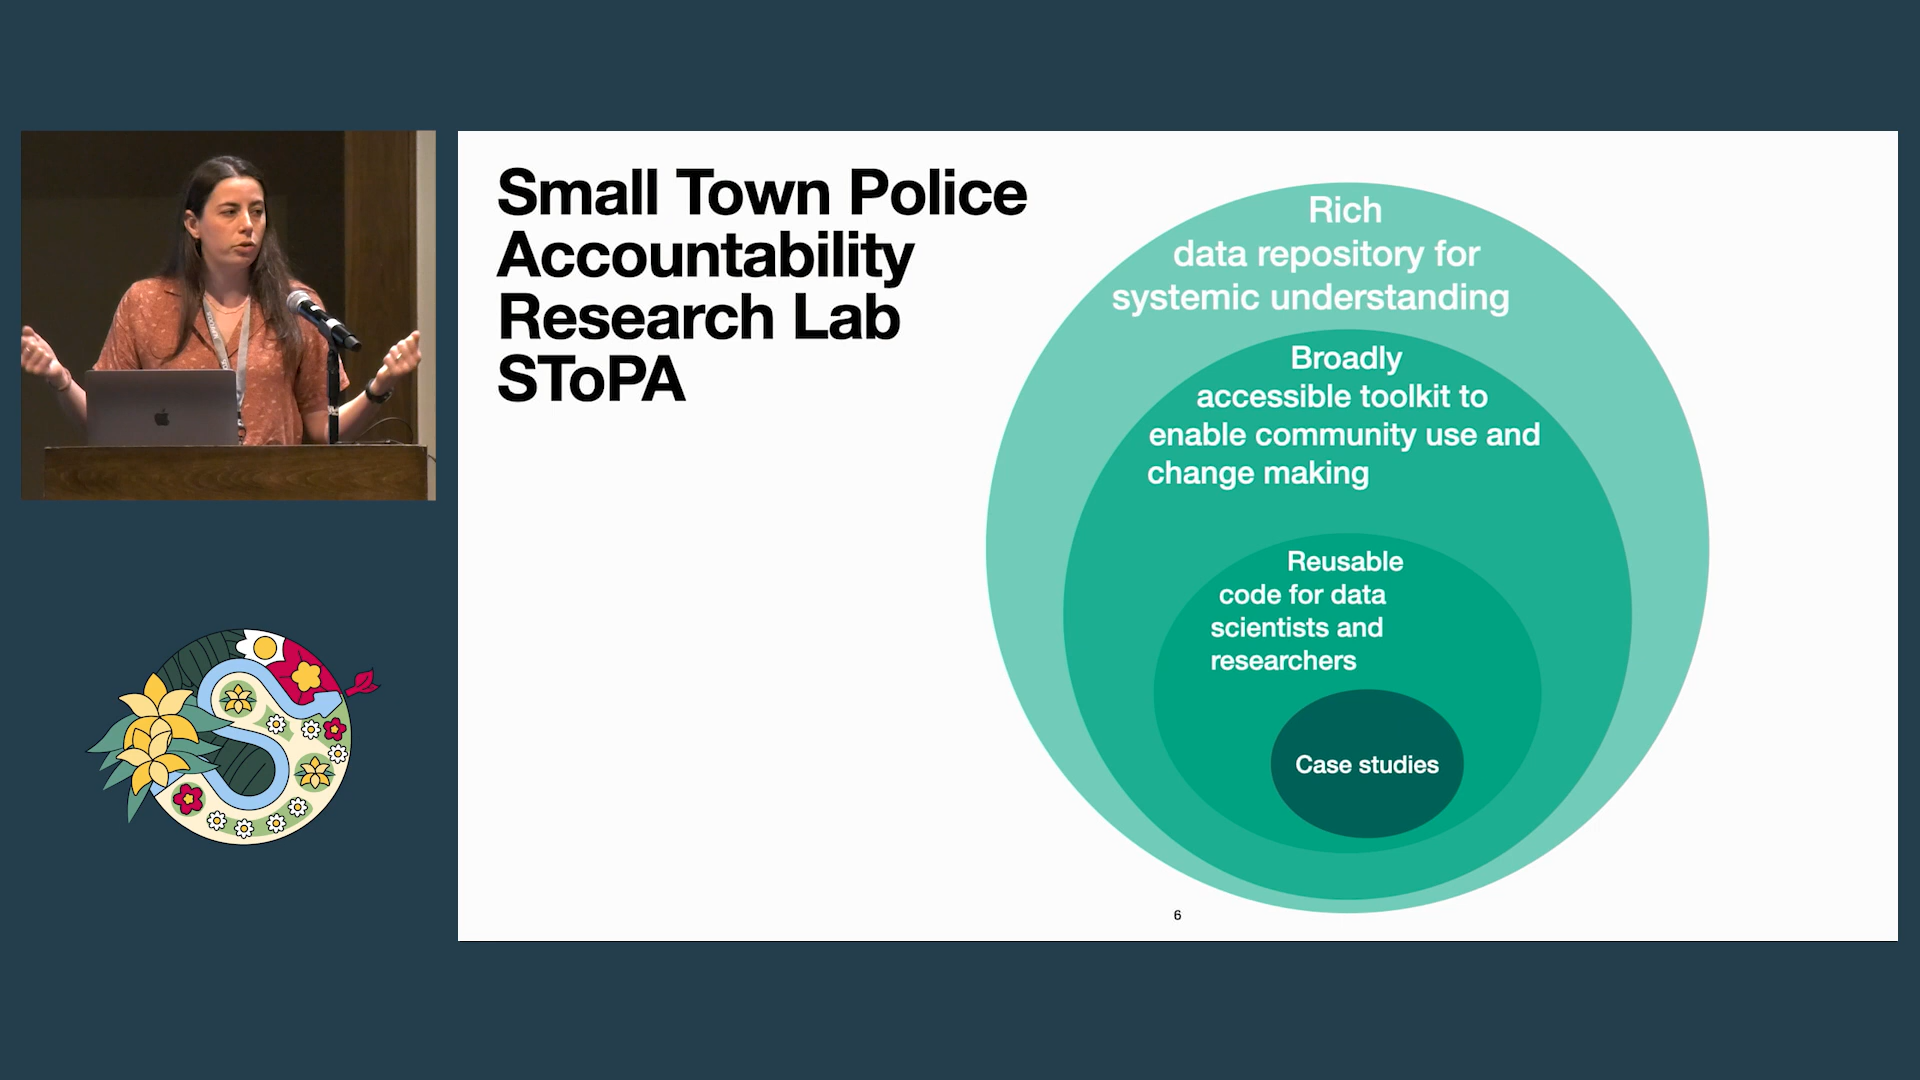 Small Town Police
Accountability
Research Lab
SToPA
Rich
data repository for
systemic understanding
Broadly
accessible toolkit to
enable community use and
change making
Reusable
code for data
scientists and
researchers
Case studies
6